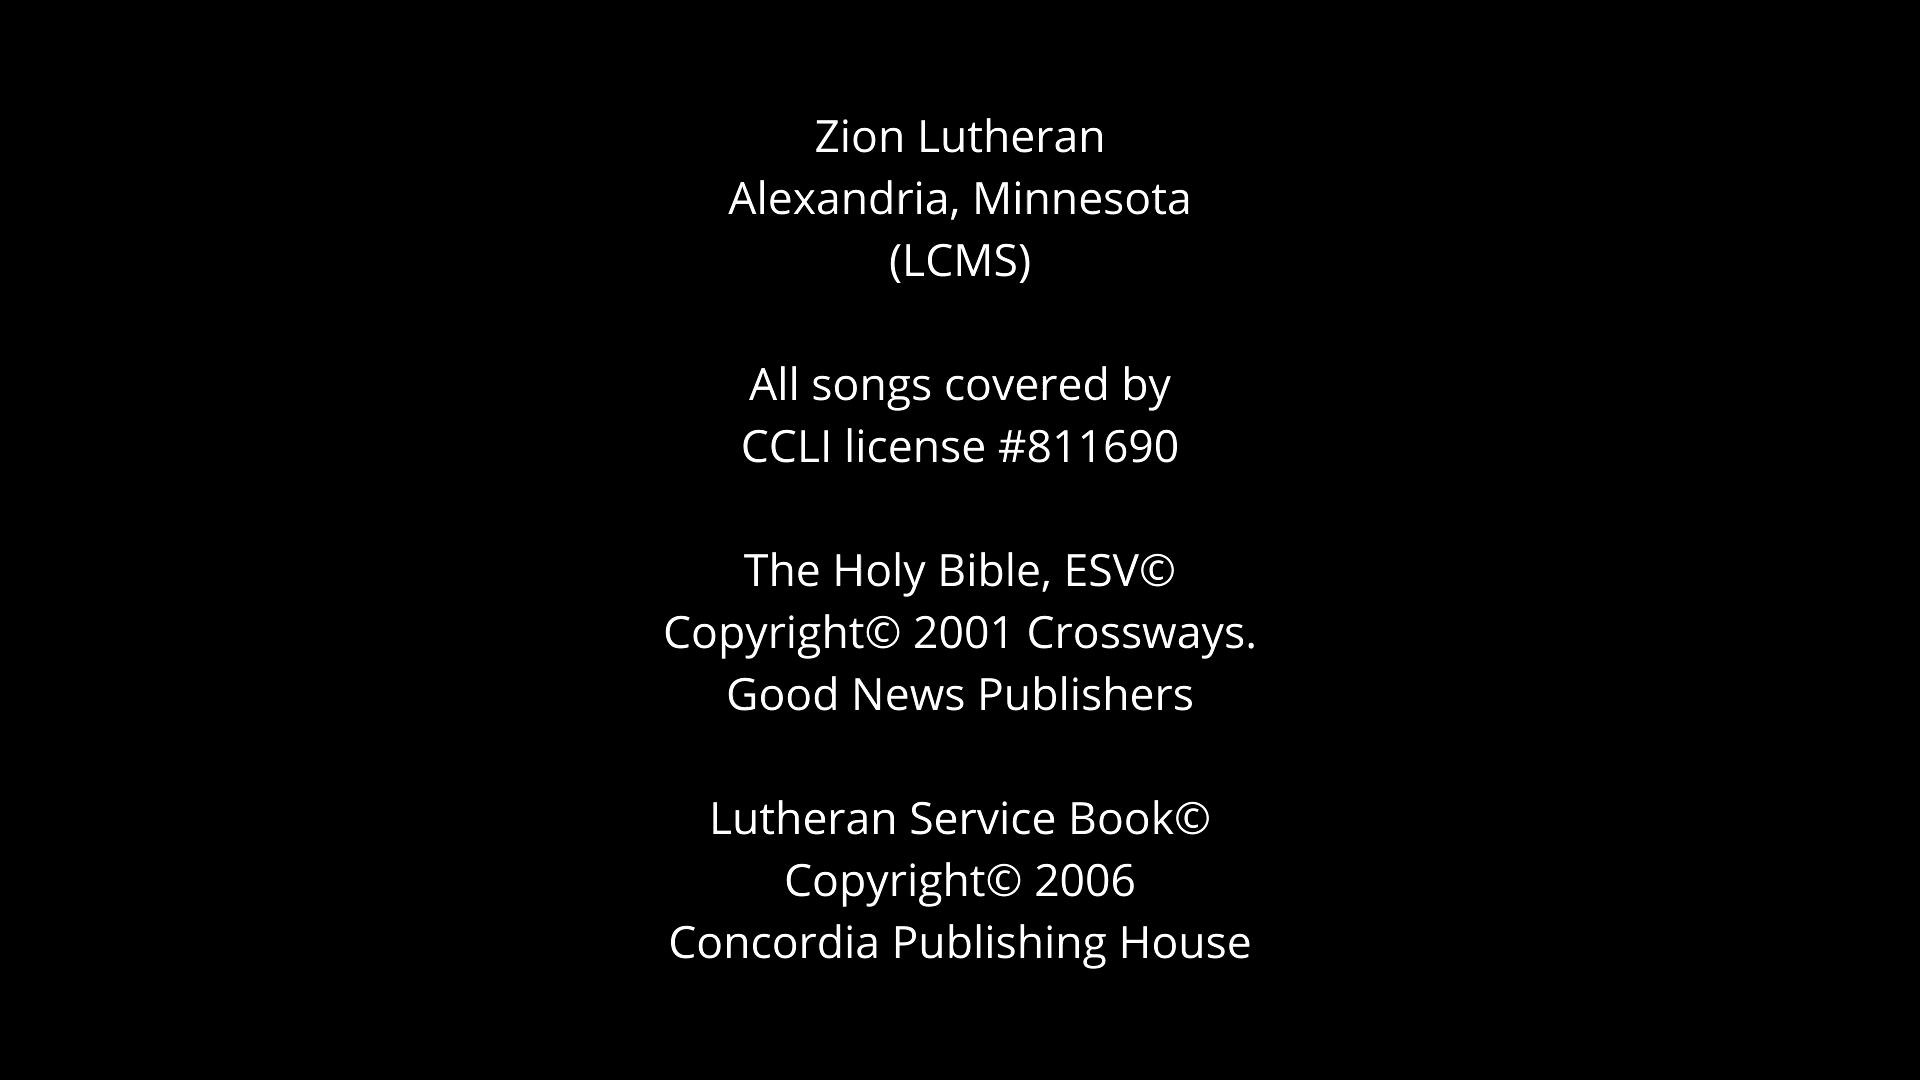 Zion Lutheran
Alexandria, Minnesota
(LCMS)
All songs covered by
CCLI license #811690
The Holy Bible, ESV©
Copyright© 2001 Crossways.
Good News Publishers
Lutheran Service Book©
Copyright© 2006
Concordia Publishing House